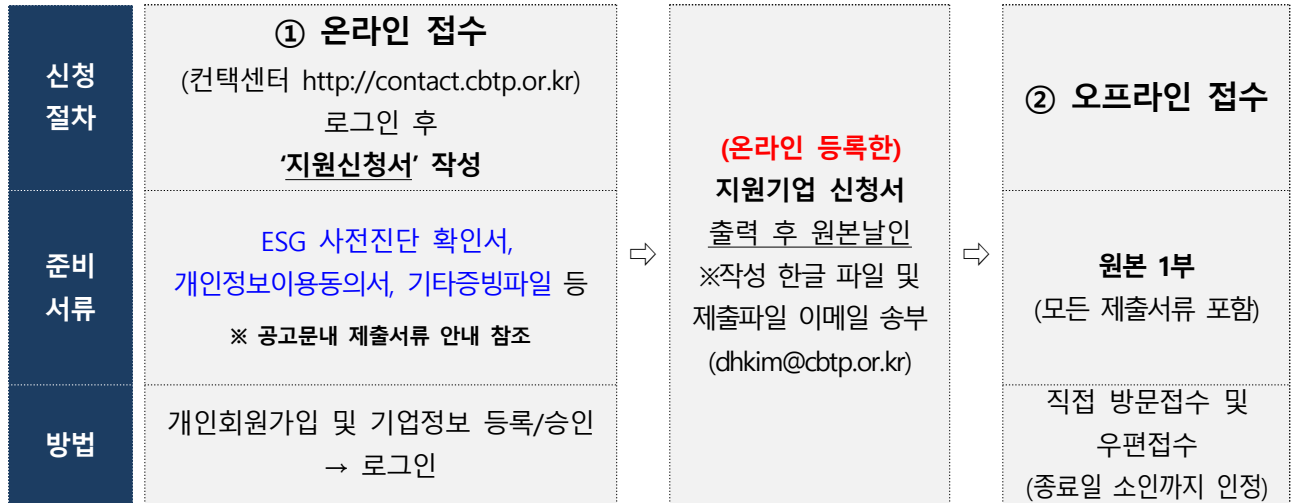 신청
절차
① 온라인 접수
(컨택센터 http://contact.cbtp.or.kr)
로그인 후
‘지원신청서’ 작성
준비
서류
ESG 사전진단 확인서,
개인정보이용동의서, 기타증빙파일 등
※ 공고문내 제출서류 안내 참조
방법
개인회원가입 및 기업정보 등록/승인
→ 로그인
⇨
(온라인 등록한)
지원기업 신청서
출력 후 원본날인
※작성 한글 파일 및
제출파일 이메일 송부
(dhkim@cbtp.or.kr)
⇨
② 오프라인 접수
원본 1부
(모든 제출서류 포함)
직접 방문접수 및
우편접수
(종료일 소인까지 인정)